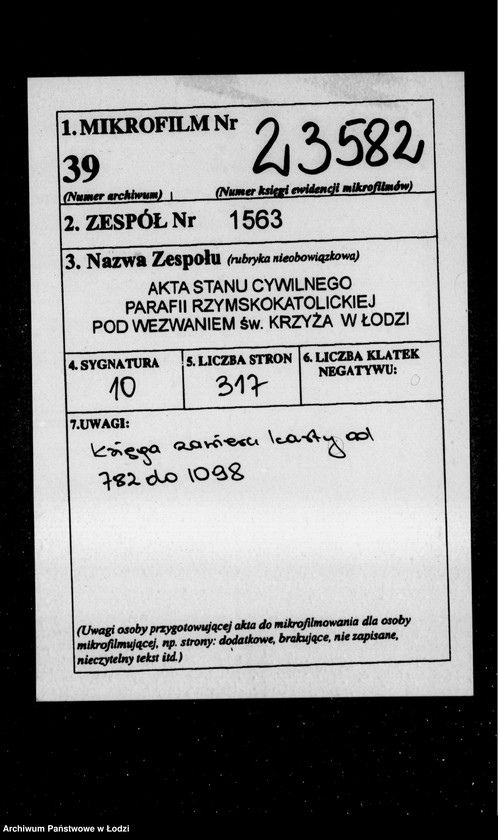 1. MIKROFILM Nr 23582
39
(Numer archiwum) (Numer księgi ewidencji mikrofilmów)
2. ZESPÓŁ Nr 1563
3. Nazwa Zespołu (rubryka nieobowiązkowa)
AKTA STANU CYWILNEGO
PARAFII RZYMSKOKATOLICKIEJ
POD WEZWANIEM św. KRZYŻA W ŁODZI
4. SYGNATURA
10
5. LICZBA STRON
317
6. LICZBA KLATEK
NEGATYWU:
7.UWAGI:
Księga zawiera karty od
782 do 1098
(Uwagi osoby przygotowującej akta do mikrofilmowania dla osoby
mikrofilmującej, np. strony: dodatkowe, brakujące, nie zapisane,
nieczytelny tekst itd.)
Archiwum Państwowe w Łodzi